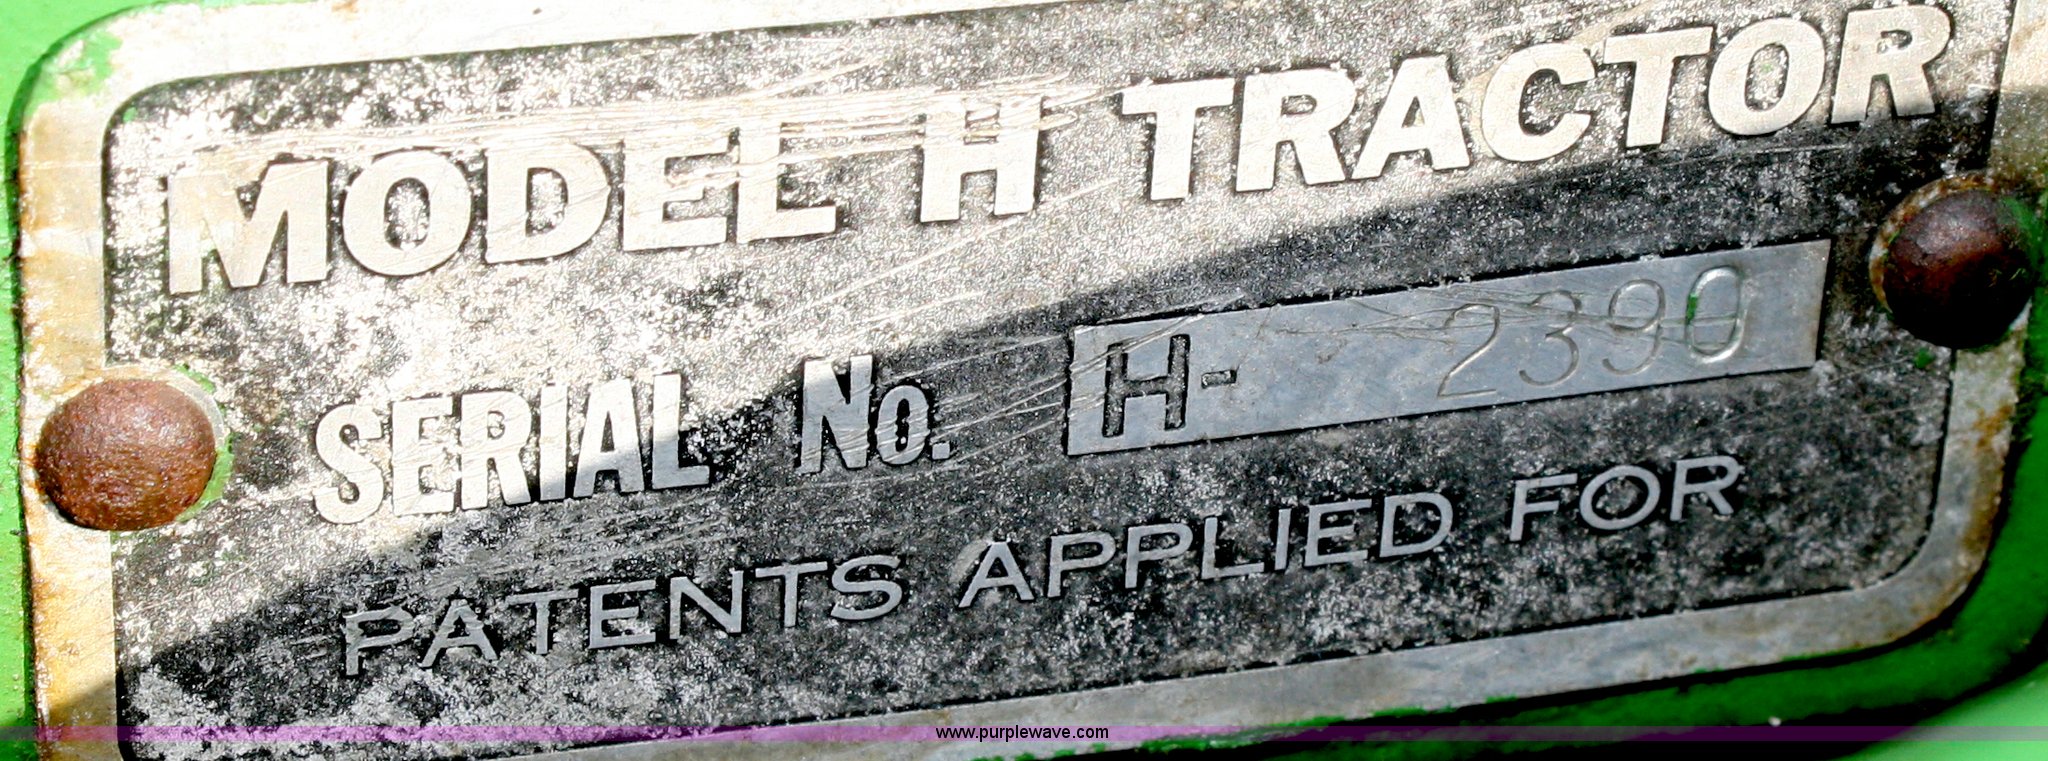 MODEL H TRACTOR
SERIAL No. H- 2390
PATENTS APPLIED FOR
www.purplewave.com